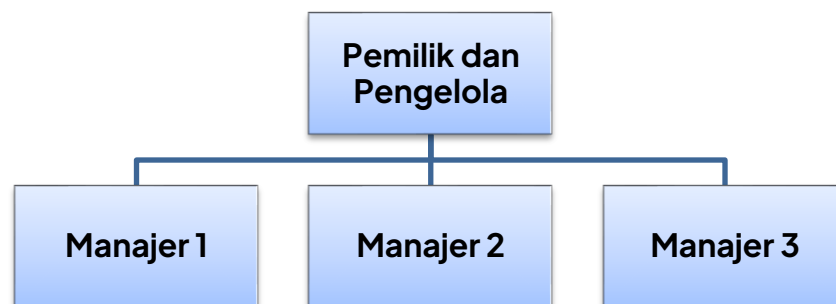 Pemilik dan
Pengelola
Manajer 1
Manajer 2
Manajer 3